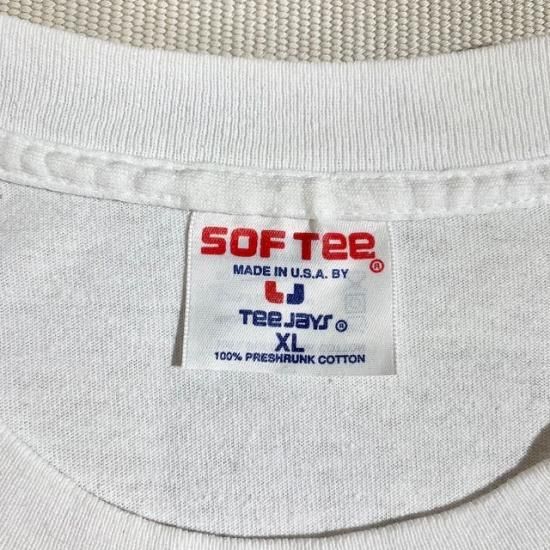 SOF TEE ®
MADE IN U.S.A. BY
TEE JAYS ®
XL
100% PRESHRUNK COTTON